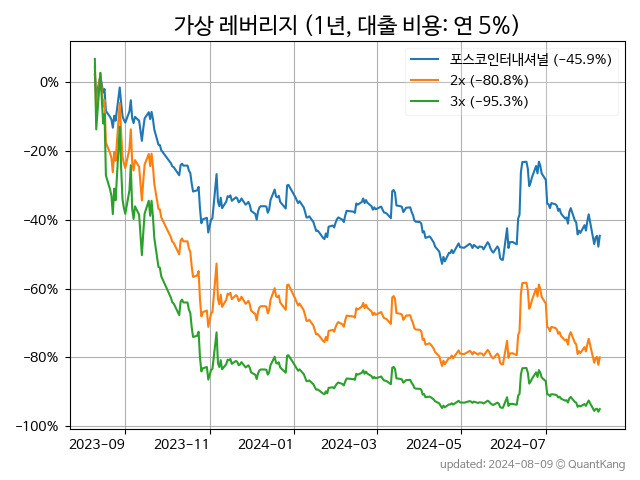 가상 레버리지 (1년, 대출 비용: 연 5%)
포스코인터내셔널 (−45.9%)
2x (−80.8%)
3x (−95.3%)
0%
−20%
−40%
−60%
−80%
−100%
2023-09 2023-11 2024-01 2024-03 2024-05 2024-07
updated: 2024-08-09 © QuantKang